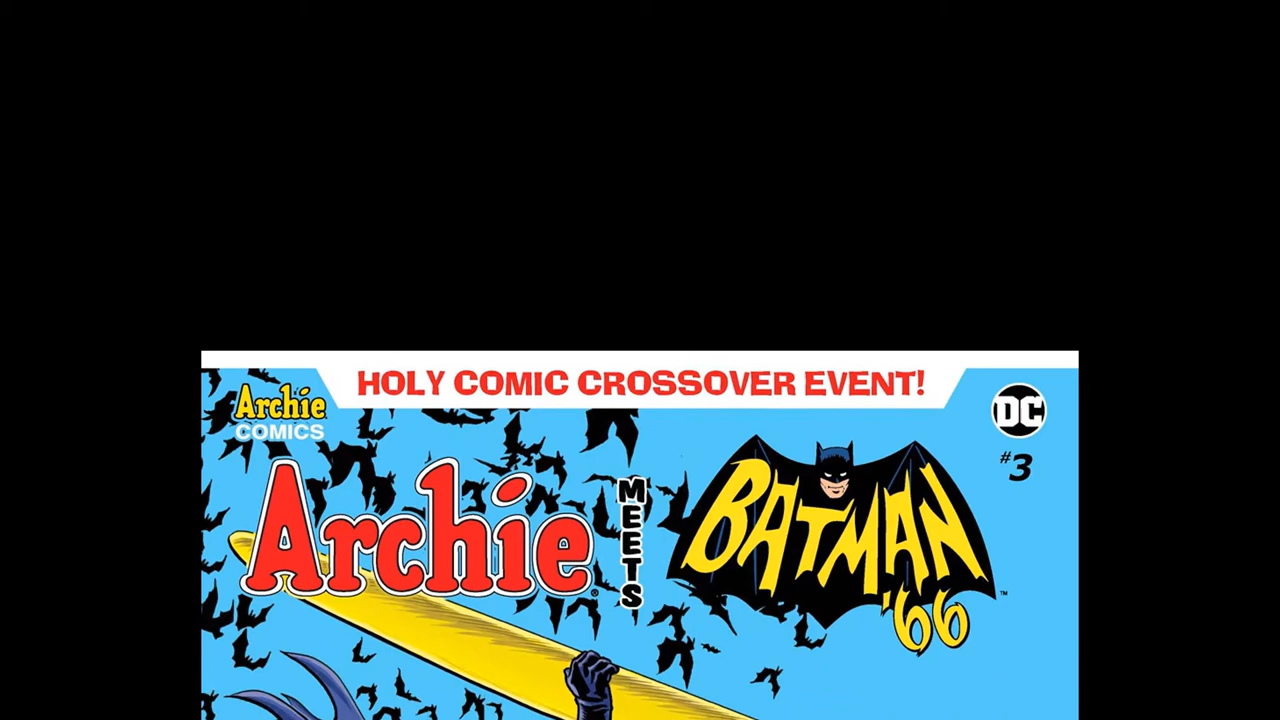 HOLY COMIC CROSSOVER EVENT!
Archie
COMICS
DC
#3
Archie
MEETS
BATMAN
'66